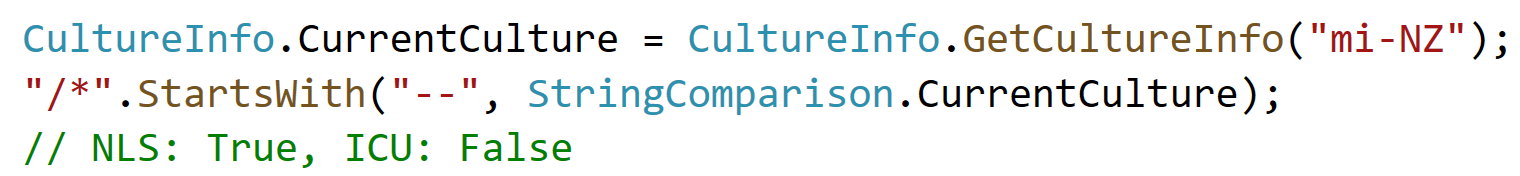 CultureInfo.CurrentCulture = CultureInfo.GetCultureInfo("mi-NZ");
"/*".StartsWith("--", StringComparison.CurrentCulture);
// NLS: True, ICU: False